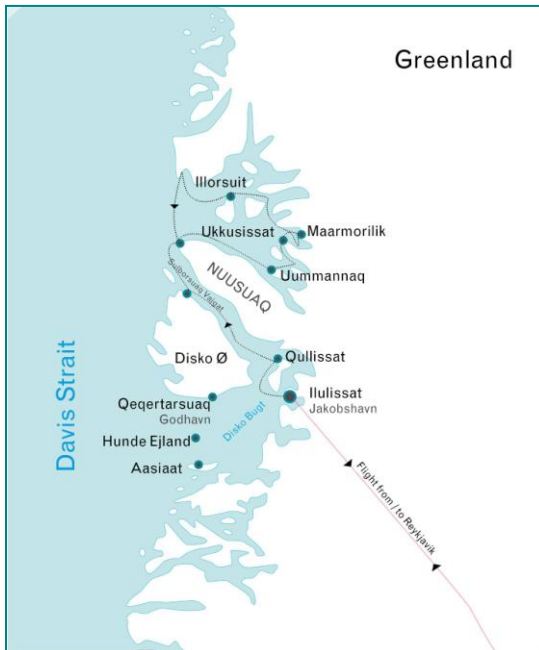 Greenland
Illorsuit
Ukkusissat
Maarmorilik
Uummannaq
NUUSUAQ
Sullorsuaq Vaigat
Disko Ø
Qullissat
Ilulissat
Jakobshavn
Qeqertarsuaq
Godhavn
Disko Bugt
Hunde Ejland
Aasiaat
Davis Strait
Flight from / to Reykjavik